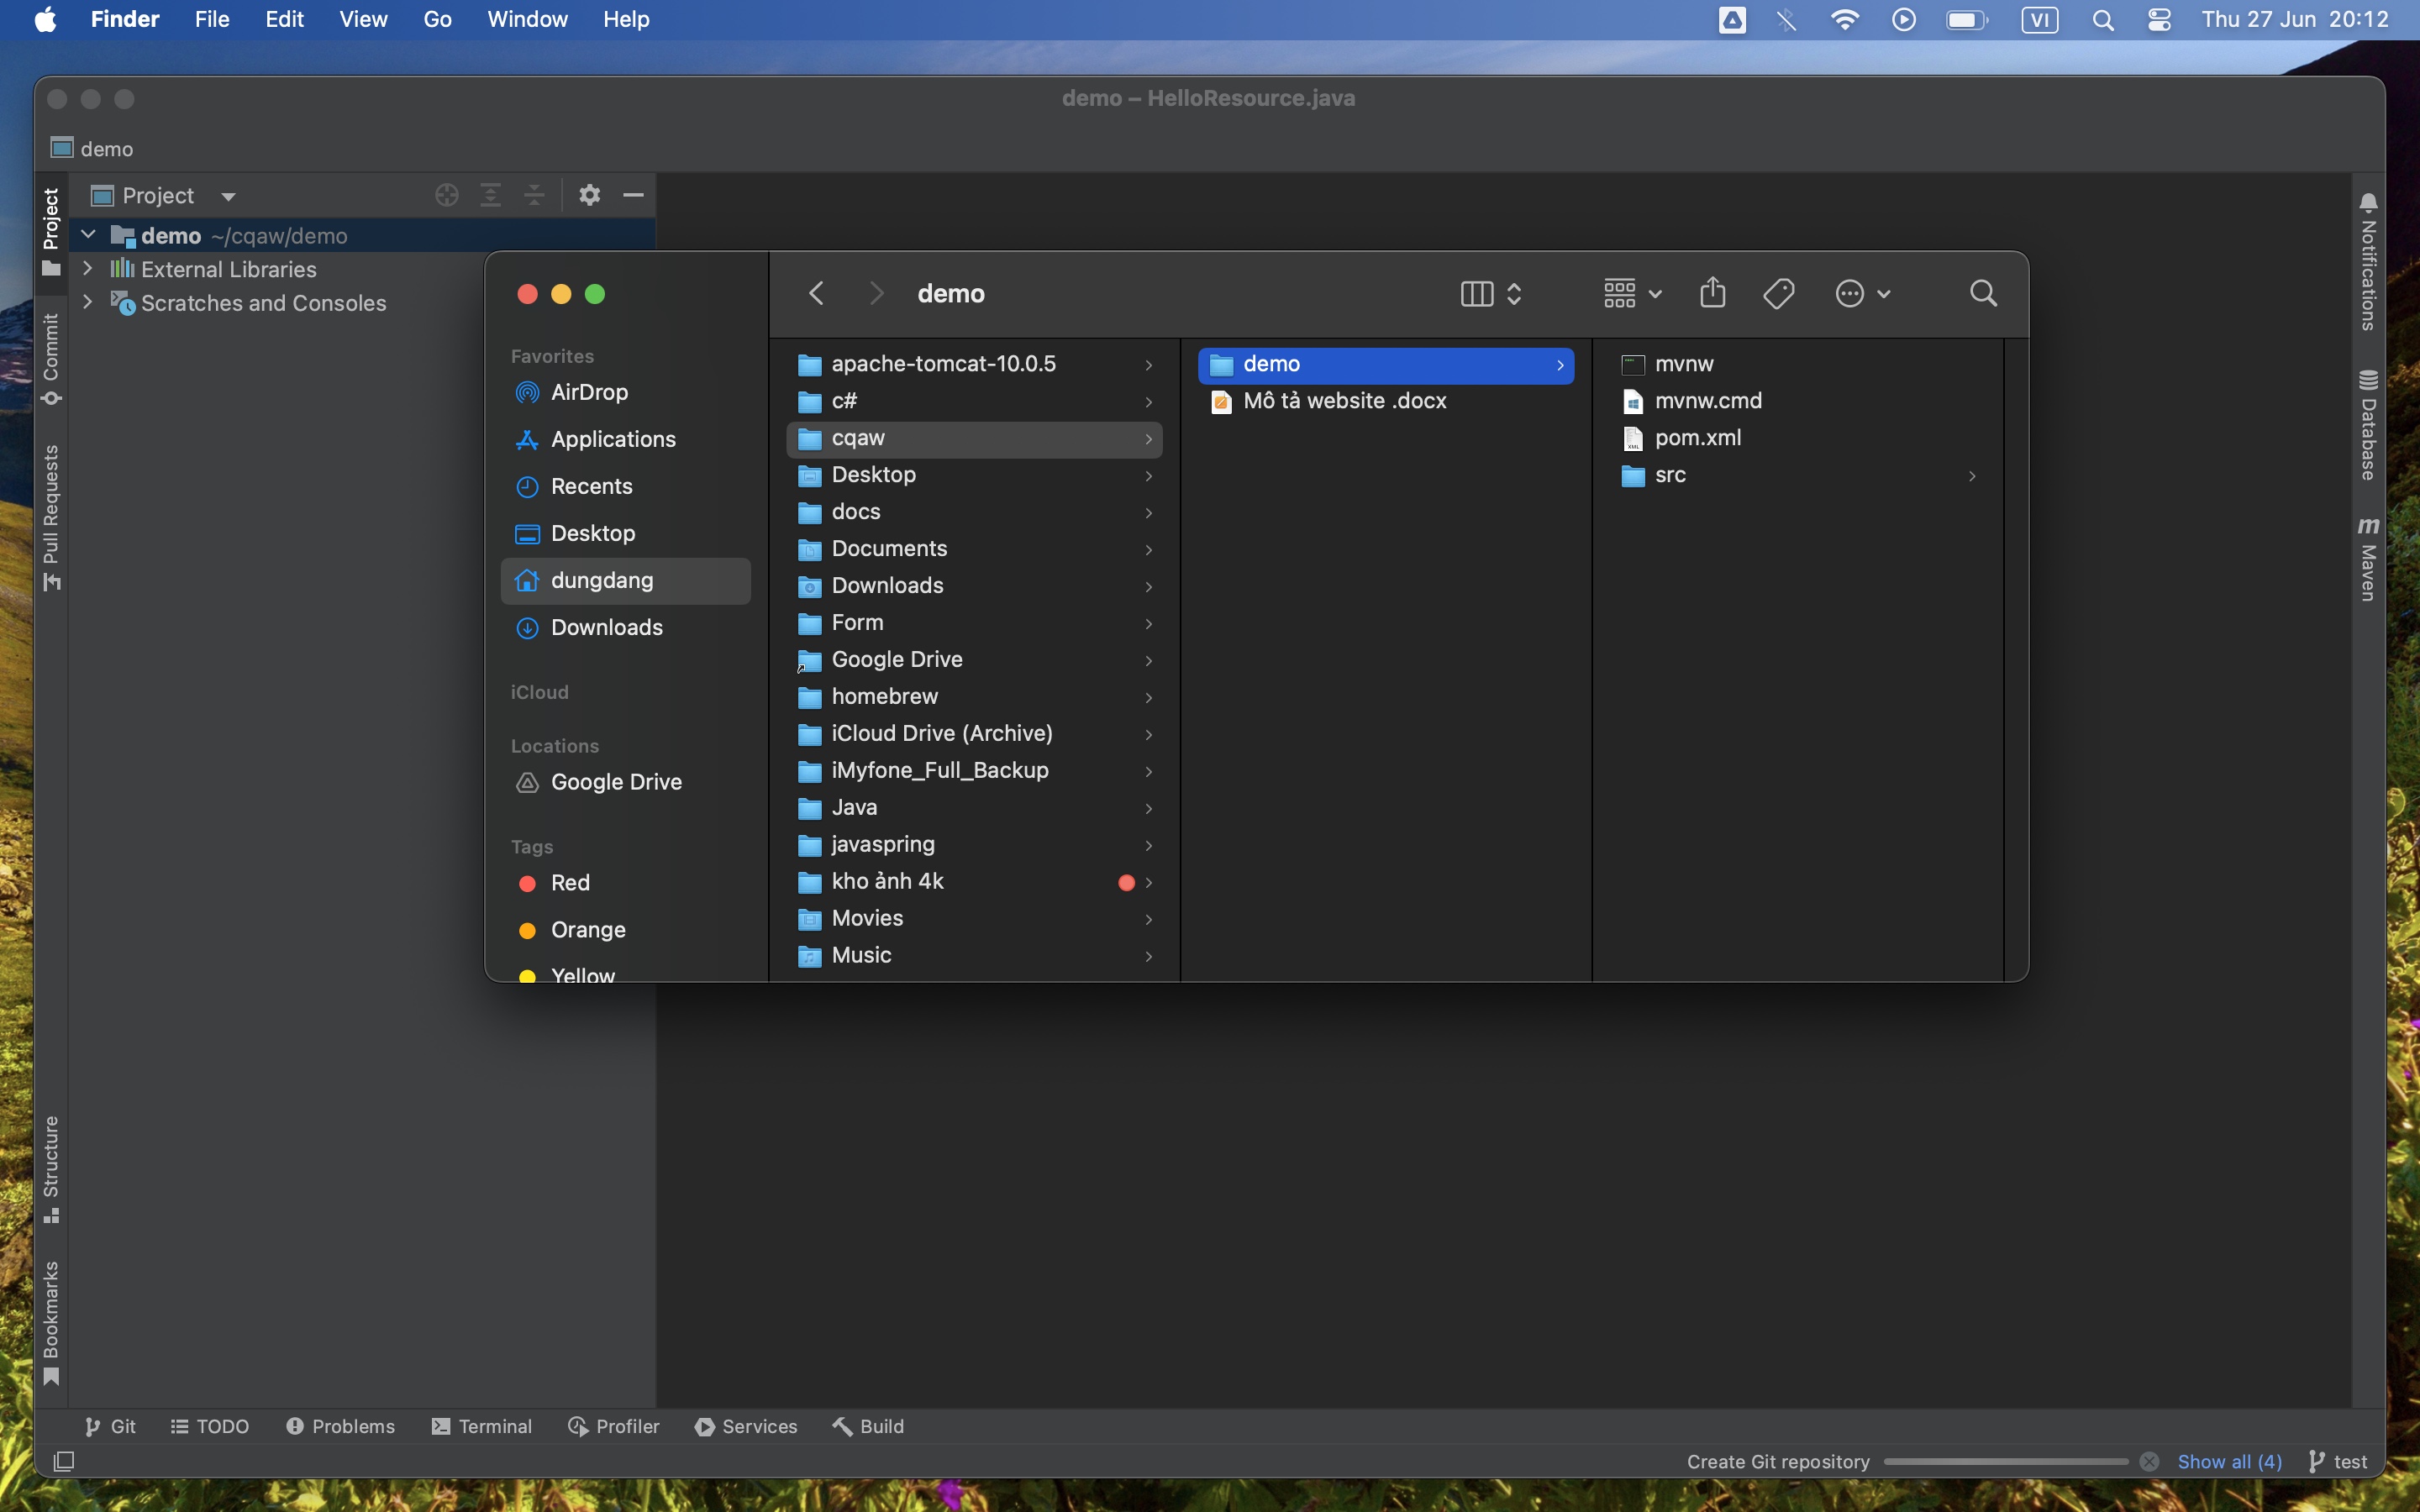 Finder File Edit View Go Window Help VI Thu 27 Jun 20:12
demo – HelloResource.java
demo
Project
demo ~/cqaw/demo
External Libraries
Scratches and Consoles
Project
Commit
Pull Requests
Structure
Bookmarks
demo
Favorites
AirDrop
Applications
Recents
Desktop
dungdang
Downloads
iCloud
Locations
Google Drive
Tags
Red
Orange
Yellow
apache-tomcat-10.0.5
c#
cqaw
Desktop
docs
Documents
Downloads
Form
Google Drive
homebrew
iCloud Drive (Archive)
iMyfone_Full_Backup
Java
javaspring
kho ảnh 4k
Movies
Music
demo
Mô tả website .docx
mvnw
mvnw.cmd
pom.xml
src
Notifications
Database
m Maven
Git TODO Problems Terminal Profiler Services Build
Create Git repository Show all (4) test